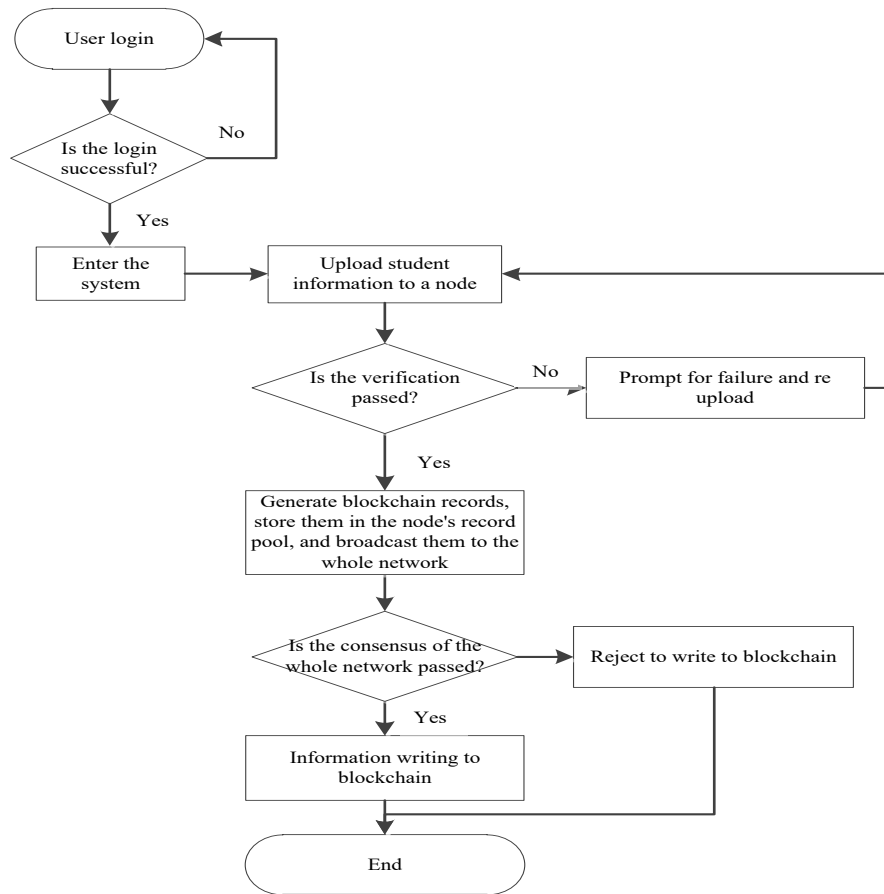 User login
No
Is the login
successful?
Yes
Enter the
system
Upload student
information to a node
Is the verification
passed?
No
Prompt for failure and re
upload
Yes
Generate blockchain records,
store them in the node's record
pool, and broadcast them to the
whole network
Is the consensus of the
whole network passed?
Reject to write to blockchain
Yes
Information writing to
blockchain
End